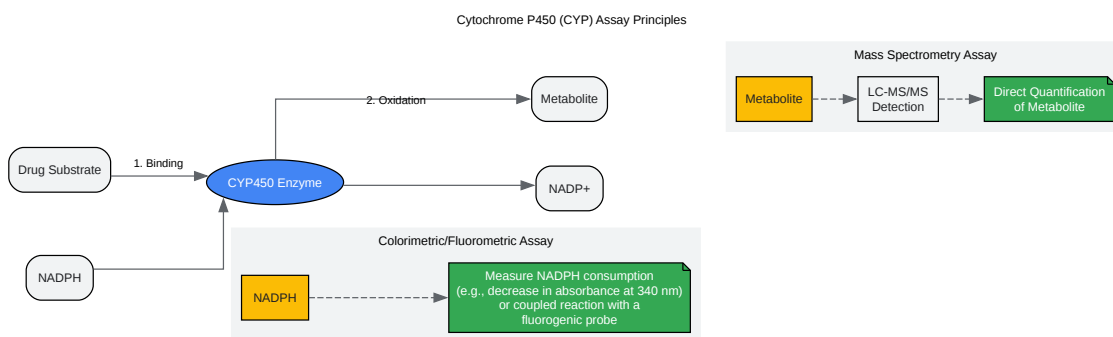 Cytochrome P450 (CYP) Assay Principles
Mass Spectrometry Assay
Metabolite
LC-MS/MS
Detection
Direct Quantification
of Metabolite
2. Oxidation
Metabolite
Drug Substrate
1. Binding
CYP450 Enzyme
NADP+
NADPH
Colorimetric/Fluorometric Assay
NADPH
Measure NADPH consumption
(e.g., decrease in absorbance at 340 nm)
or coupled reaction with a
fluorogenic probe